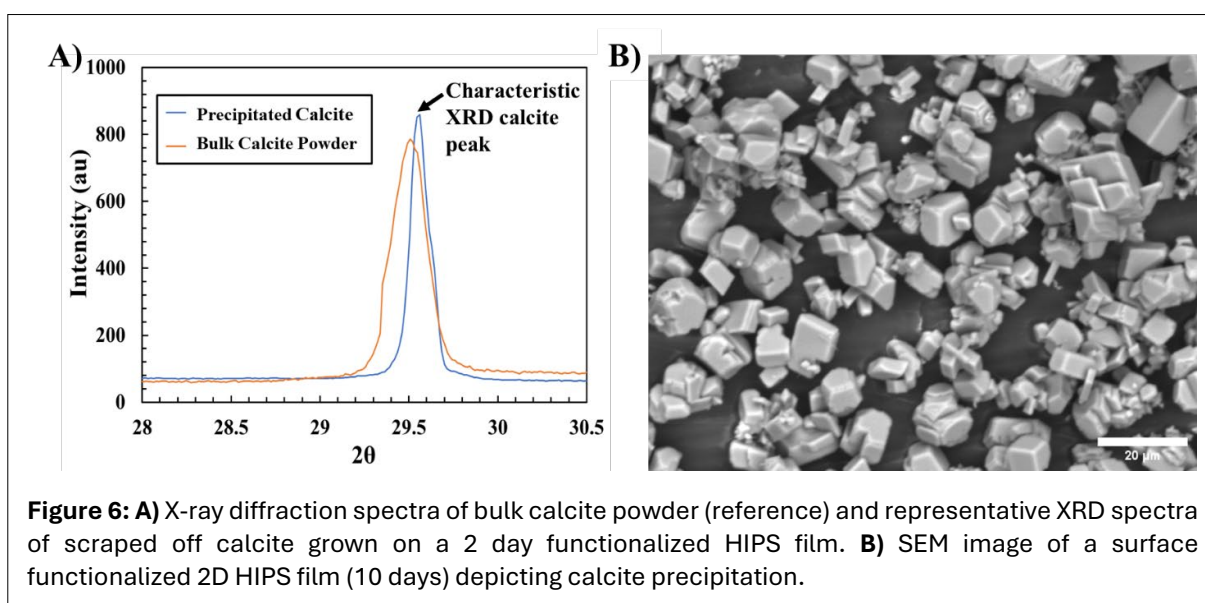 A)
B)
1000
800
600
400
200
0
Intensity (au)
Precipitated Calcite
Bulk Calcite Powder
Characteristic
XRD calcite
peak
28
28.5
29
29.5
30
30.5
2θ
20 µm
Figure 6: A) X-ray diffraction spectra of bulk calcite powder (reference) and representative XRD spectra
of scraped off calcite grown on a 2 day functionalized HIPS film. B) SEM image of a surface
functionalized 2D HIPS film (10 days) depicting calcite precipitation.